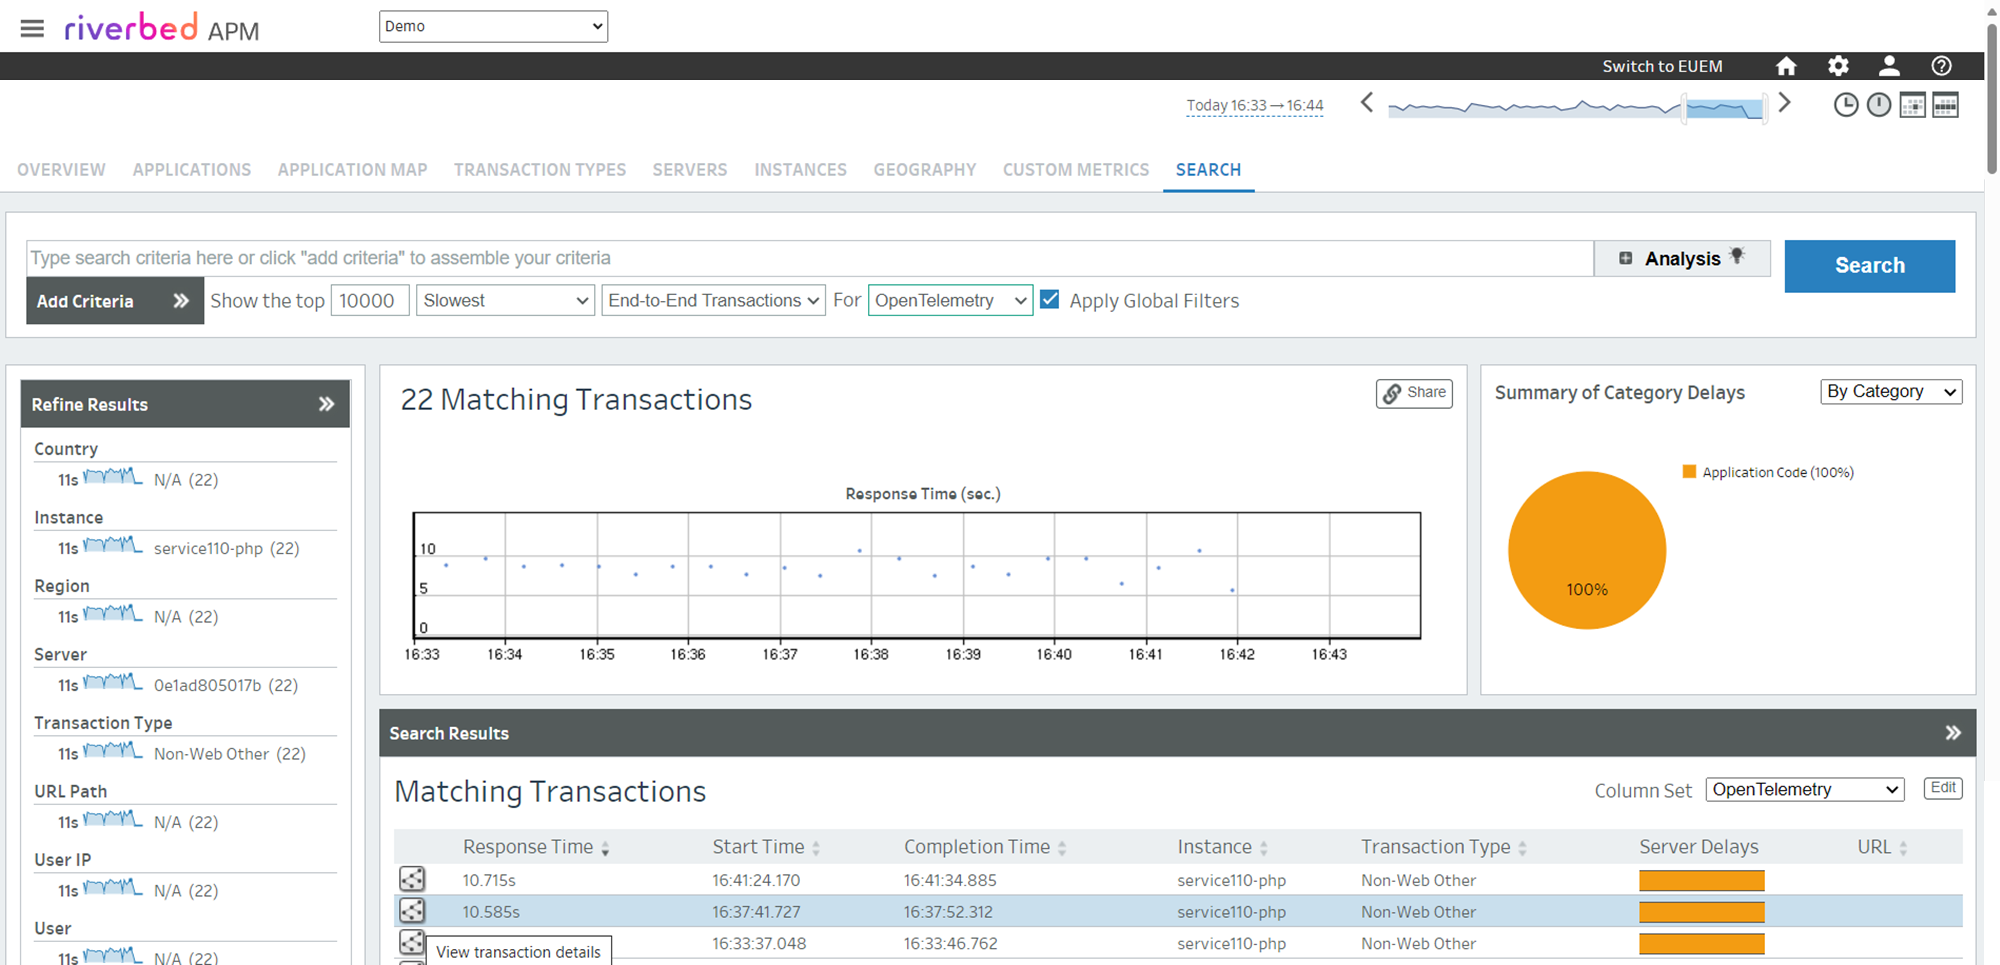 riverbed APM
Demo
Switch to EUEM
Today 16:33 → 16:44
OVERVIEW APPLICATIONS APPLICATION MAP TRANSACTION TYPES SERVERS INSTANCES GEOGRAPHY CUSTOM METRICS SEARCH
Type search criteria here or click "add criteria" to assemble your criteria
Analysis
Search
Add Criteria
Show the top 10000 Slowest End-to-End Transactions For OpenTelemetry Apply Global Filters
Refine Results
Country
11s N/A (22)
Instance
11s service110-php (22)
Region
11s N/A (22)
Server
11s 0e1ad805017b (22)
Transaction Type
11s Non-Web Other (22)
URL Path
11s N/A (22)
User IP
11s N/A (22)
User
11s N/A (22)
22 Matching Transactions
Share
Response Time (sec.)
10
5
0
16:33 16:34 16:35 16:36 16:37 16:38 16:39 16:40 16:41 16:42 16:43
Summary of Category Delays
By Category
Application Code (100%)
100%
Search Results
Matching Transactions
Column Set OpenTelemetry Edit
Response Time Start Time Completion Time Instance Transaction Type Server Delays URL
10.715s 16:41:24.170 16:41:34.885 service110-php Non-Web Other
10.585s 16:37:41.727 16:37:52.312 service110-php Non-Web Other
16:33:37.048 16:33:46.762 service110-php Non-Web Other
View transaction details